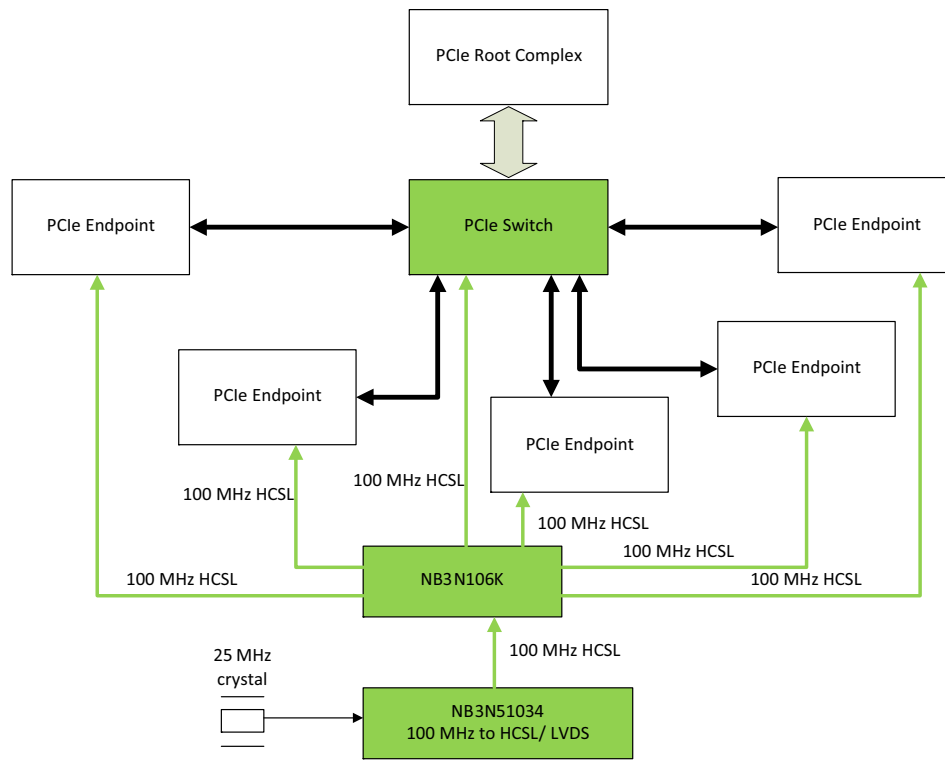 PCIe Root Complex
PCIe Endpoint
PCIe Switch
PCIe Endpoint
PCIe Endpoint
PCIe Endpoint
PCIe Endpoint
100 MHz HCSL
100 MHz HCSL
100 MHz HCSL
100 MHz HCSL
100 MHz HCSL
100 MHz HCSL
NB3N106K
100 MHz HCSL
25 MHz
crystal
NB3N51034
100 MHz to HCSL/ LVDS